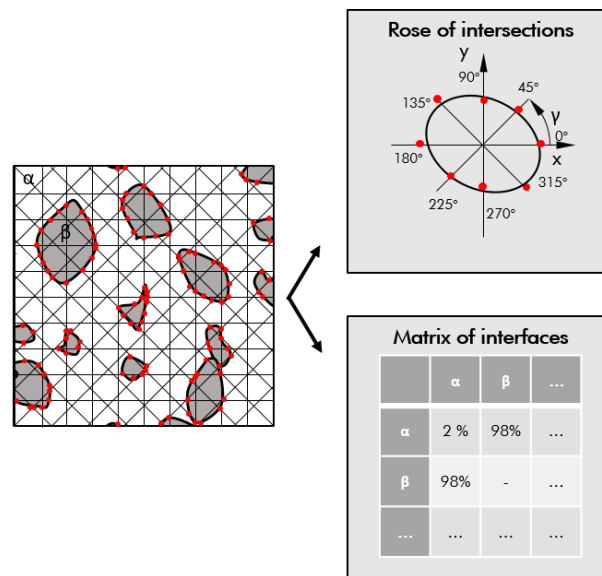 α
β
Rose of intersections
y
90°
45°
135°
γ
0°
180°
x
225°
315°
270°
Matrix of interfaces
α β ...
α 2 % 98% ...
β 98% - ...
... ... ... ...